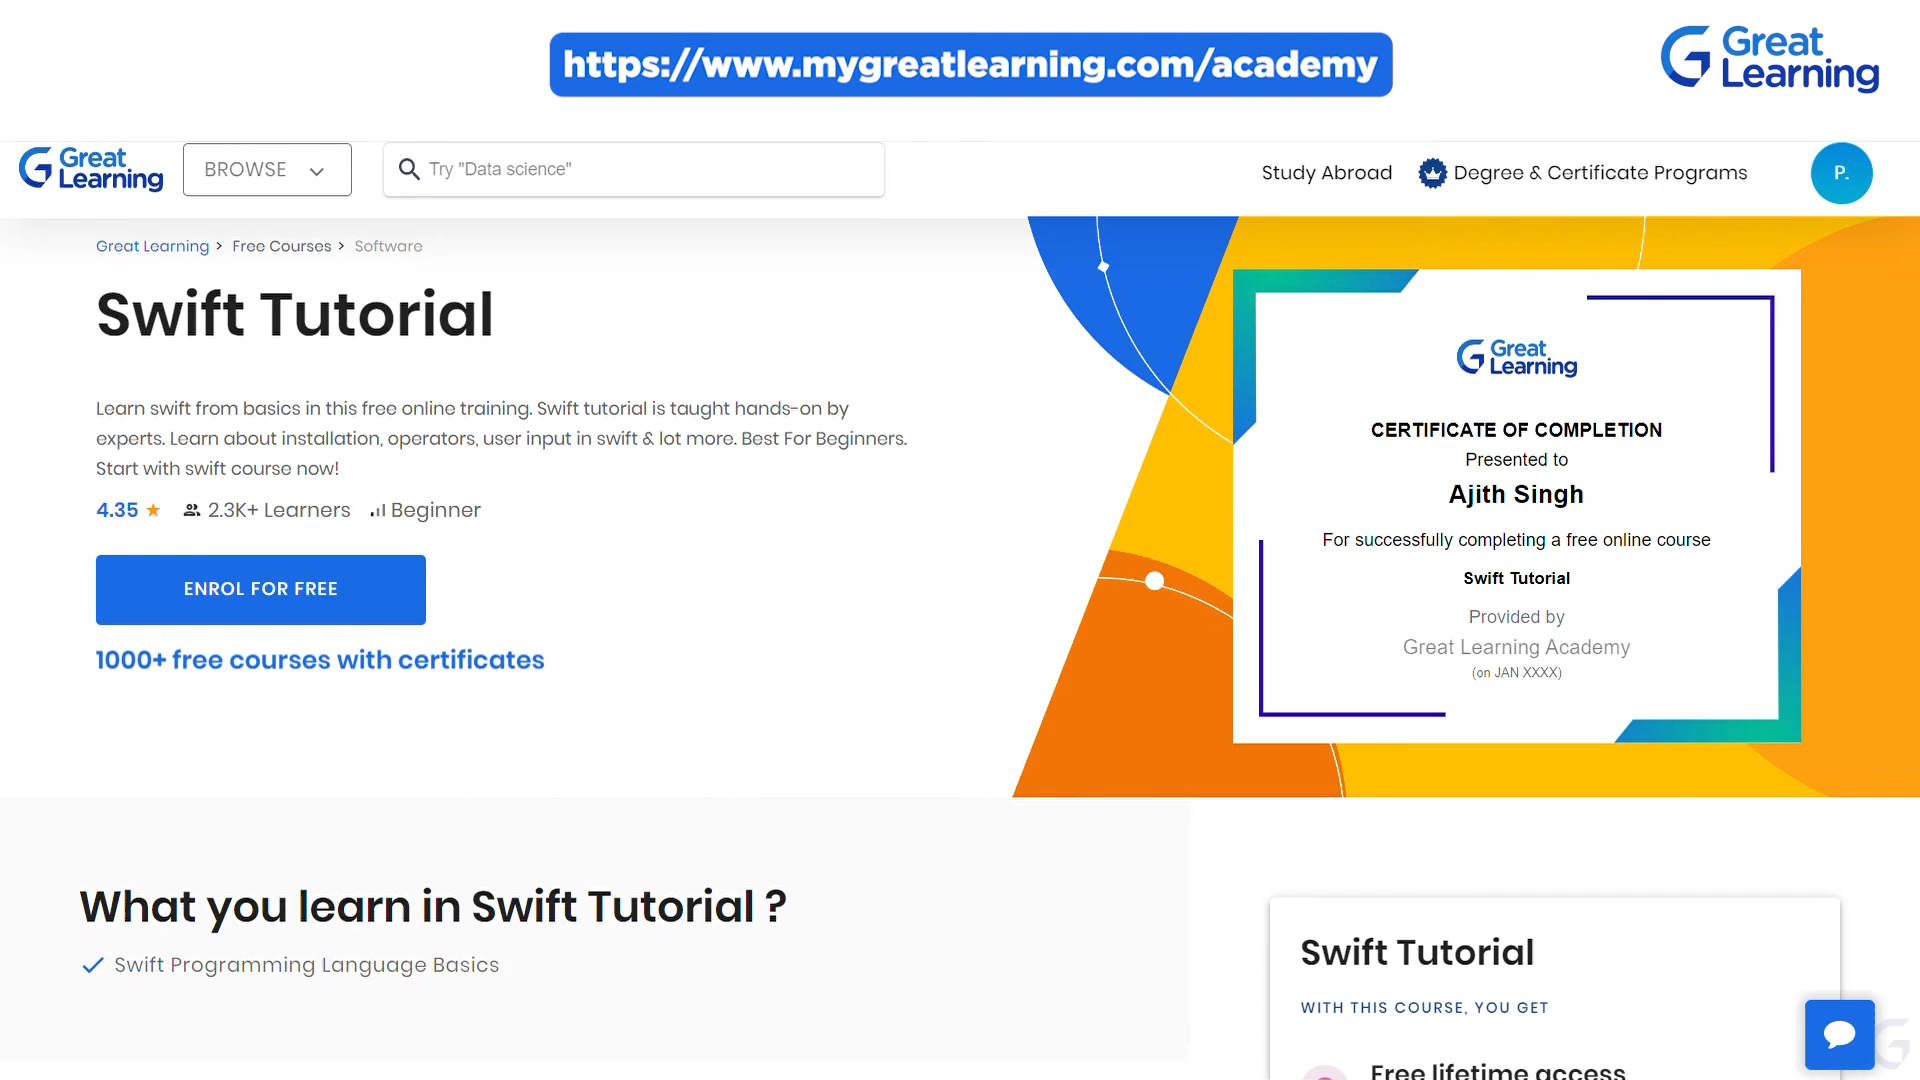 https://www.mygreatlearning.com/academy
Great
Learning
Great
Learning
BROWSE
Try "Data science"
Study Abroad
Degree & Certificate Programs
P.
Great Learning > Free Courses > Software
Swift Tutorial
Learn swift from basics in this free online training. Swift tutorial is taught hands-on by
experts. Learn about installation, operators, user input in swift & lot more. Best For Beginners.
Start with swift course now!
4.35 ★ 2.3K+ Learners Beginner
ENROL FOR FREE
1000+ free courses with certificates
Great
Learning
CERTIFICATE OF COMPLETION
Presented to
Ajith Singh
For successfully completing a free online course
Swift Tutorial
Provided by
Great Learning Academy
(on JAN XXXX)
What you learn in Swift Tutorial ?
Swift Programming Language Basics
Swift Tutorial
WITH THIS COURSE, YOU GET
Free lifetime access